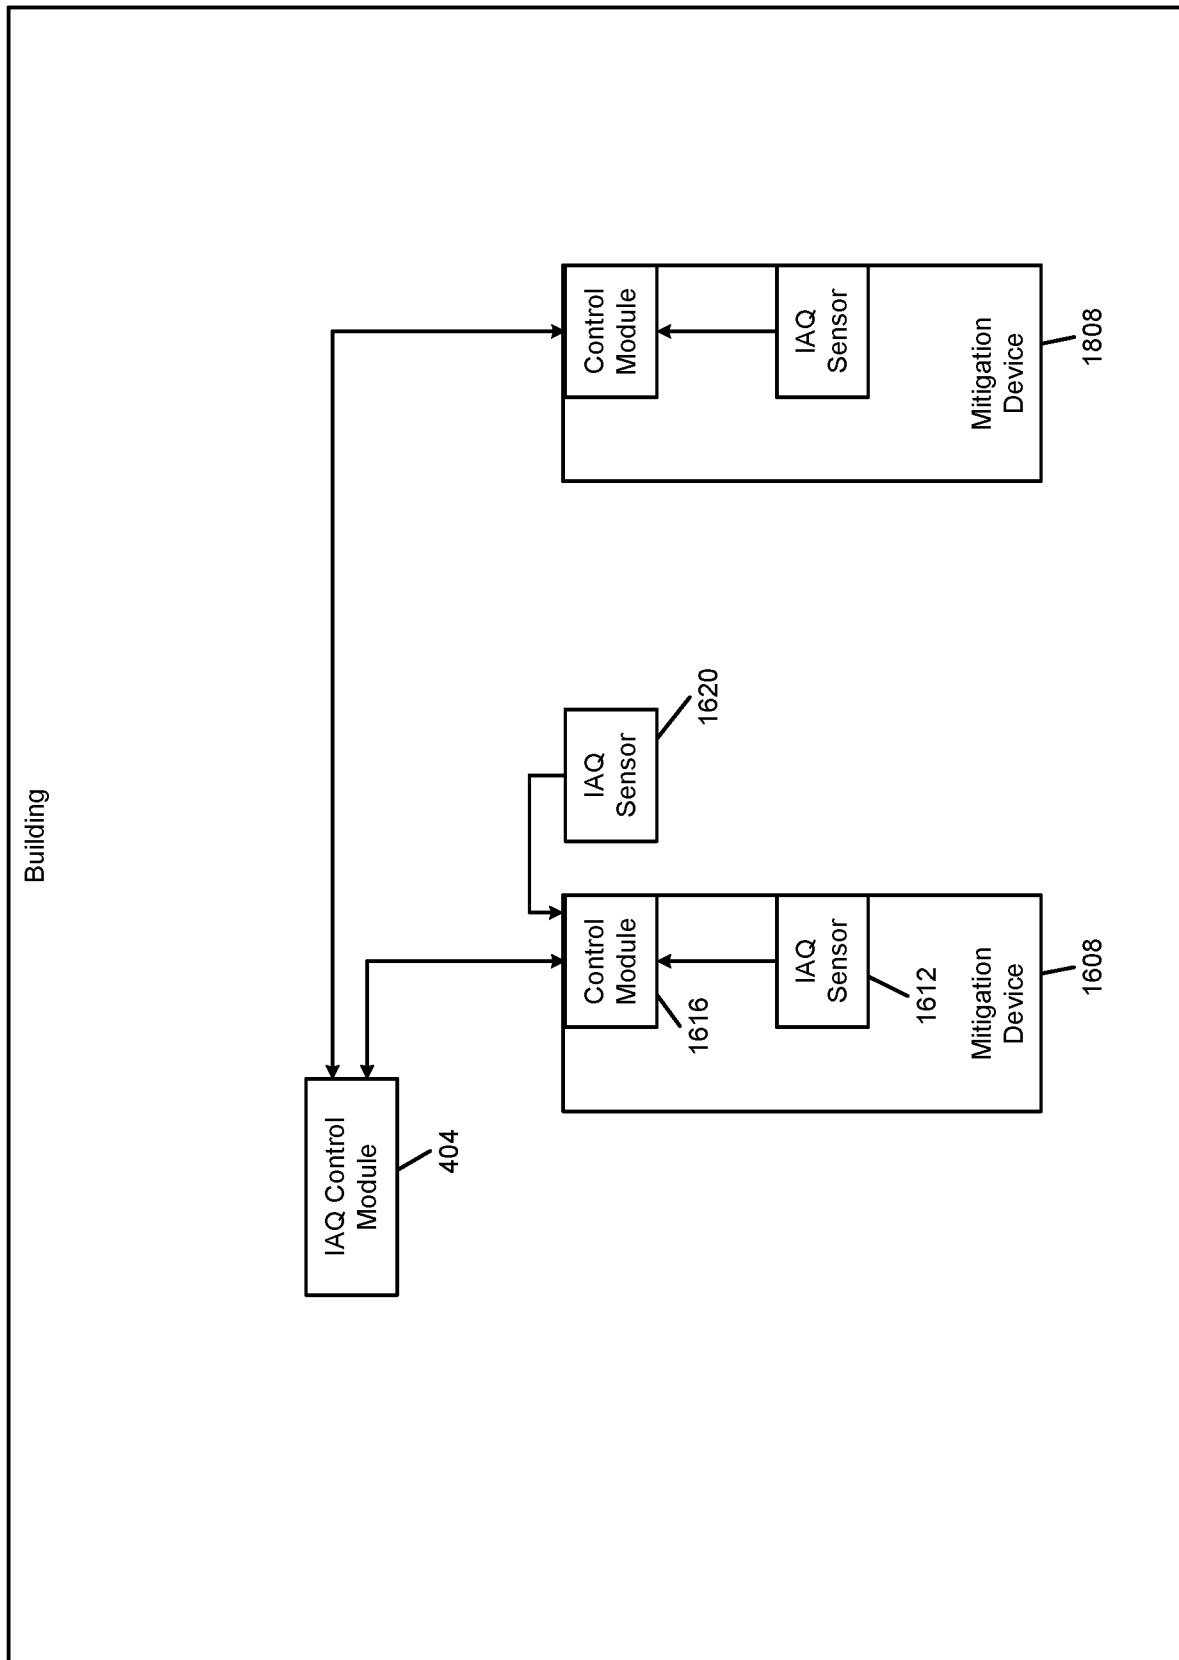 Building
IAQ Control
Module
404
Control
Module
1616
IAQ
Sensor
1612
Mitigation
Device
1608
IAQ
Sensor
1620
Control
Module
IAQ
Sensor
Mitigation
Device
1808